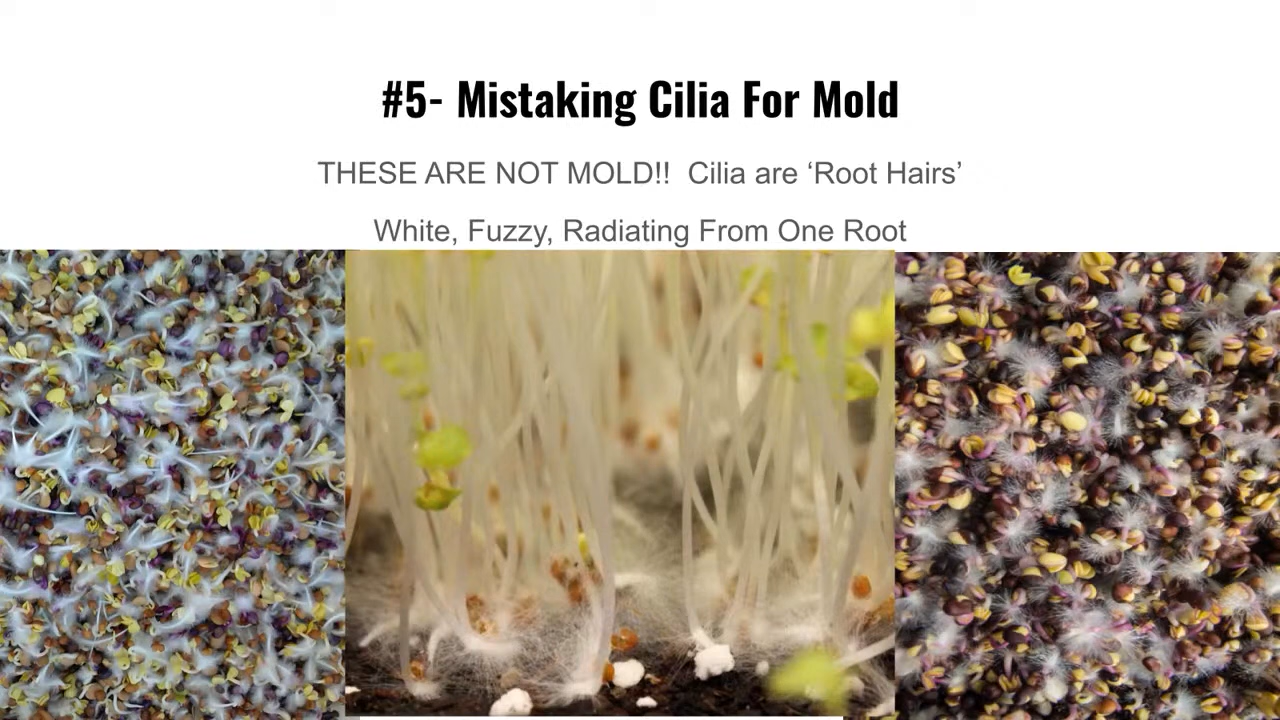 #5- Mistaking Cilia For Mold
THESE ARE NOT MOLD!!  Cilia are ‘Root Hairs’
White, Fuzzy, Radiating From One Root